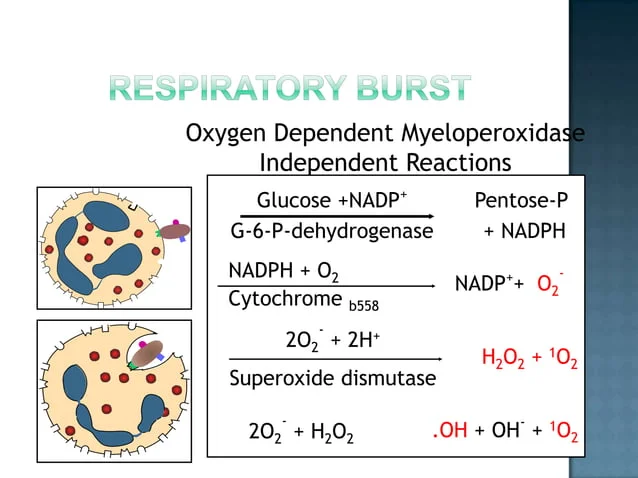 RESPIRATORY BURST
Oxygen Dependent Myeloperoxidase
Independent Reactions
Glucose +NADP⁺ Pentose-P
G-6-P-dehydrogenase + NADPH
NADPH + O₂
Cytochrome b558 NADP⁺+ O₂⁻
2O₂⁻ + 2H⁺
Superoxide dismutase H₂O₂ + ¹O₂
2O₂⁻ + H₂O₂ .OH + OH⁻ + ¹O₂